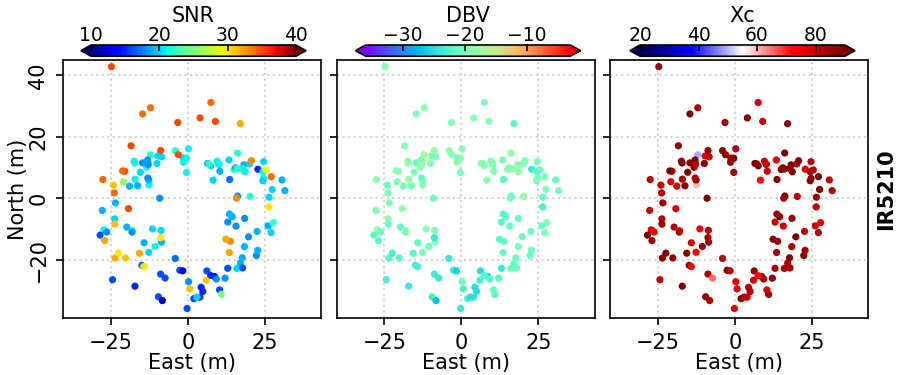 SNR DBV Xc
10 20 30 40 −30 −20 −10 20 40 60 80
40
20
0
−20
North (m)
IR5210
−25 0 25 −25 0 25 −25 0 25
East (m) East (m) East (m)